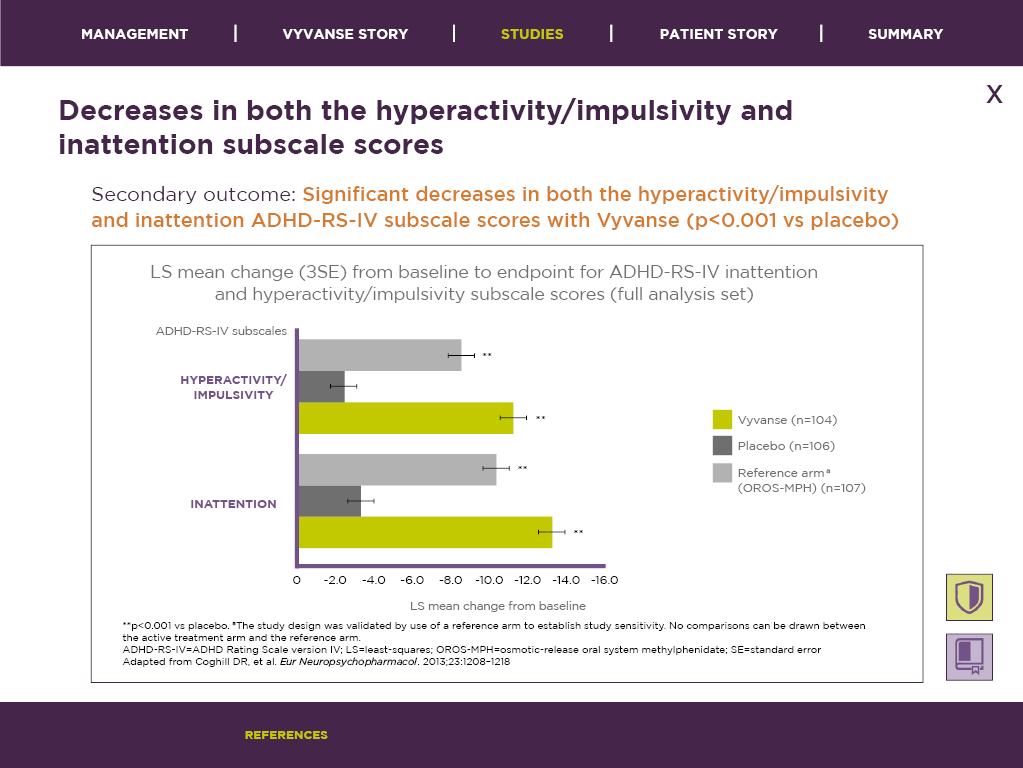 MANAGEMENT | VYVANSE STORY | STUDIES | PATIENT STORY | SUMMARY
X
Decreases in both the hyperactivity/impulsivity and
inattention subscale scores
Secondary outcome: Significant decreases in both the hyperactivity/impulsivity
and inattention ADHD-RS-IV subscale scores with Vyvanse (p<0.001 vs placebo)
LS mean change (3SE) from baseline to endpoint for ADHD-RS-IV inattention
and hyperactivity/impulsivity subscale scores (full analysis set)
ADHD-RS-IV subscales
**
HYPERACTIVITY/
IMPULSIVITY
**
Vyvanse (n=104)
Placebo (n=106)
Reference armᵃ
(OROS-MPH) (n=107)
**
INATTENTION
**
0 -2.0 -4.0 -6.0 -8.0 -10.0 -12.0 -14.0 -16.0
LS mean change from baseline
**p<0.001 vs placebo. ᵃThe study design was validated by use of a reference arm to establish study sensitivity. No comparisons can be drawn between
the active treatment arm and the reference arm.
ADHD-RS-IV=ADHD Rating Scale version IV; LS=least-squares; OROS-MPH=osmotic-release oral system methylphenidate; SE=standard error
Adapted from Coghill DR, et al. Eur Neuropsychopharmacol. 2013;23:1208–1218
REFERENCES